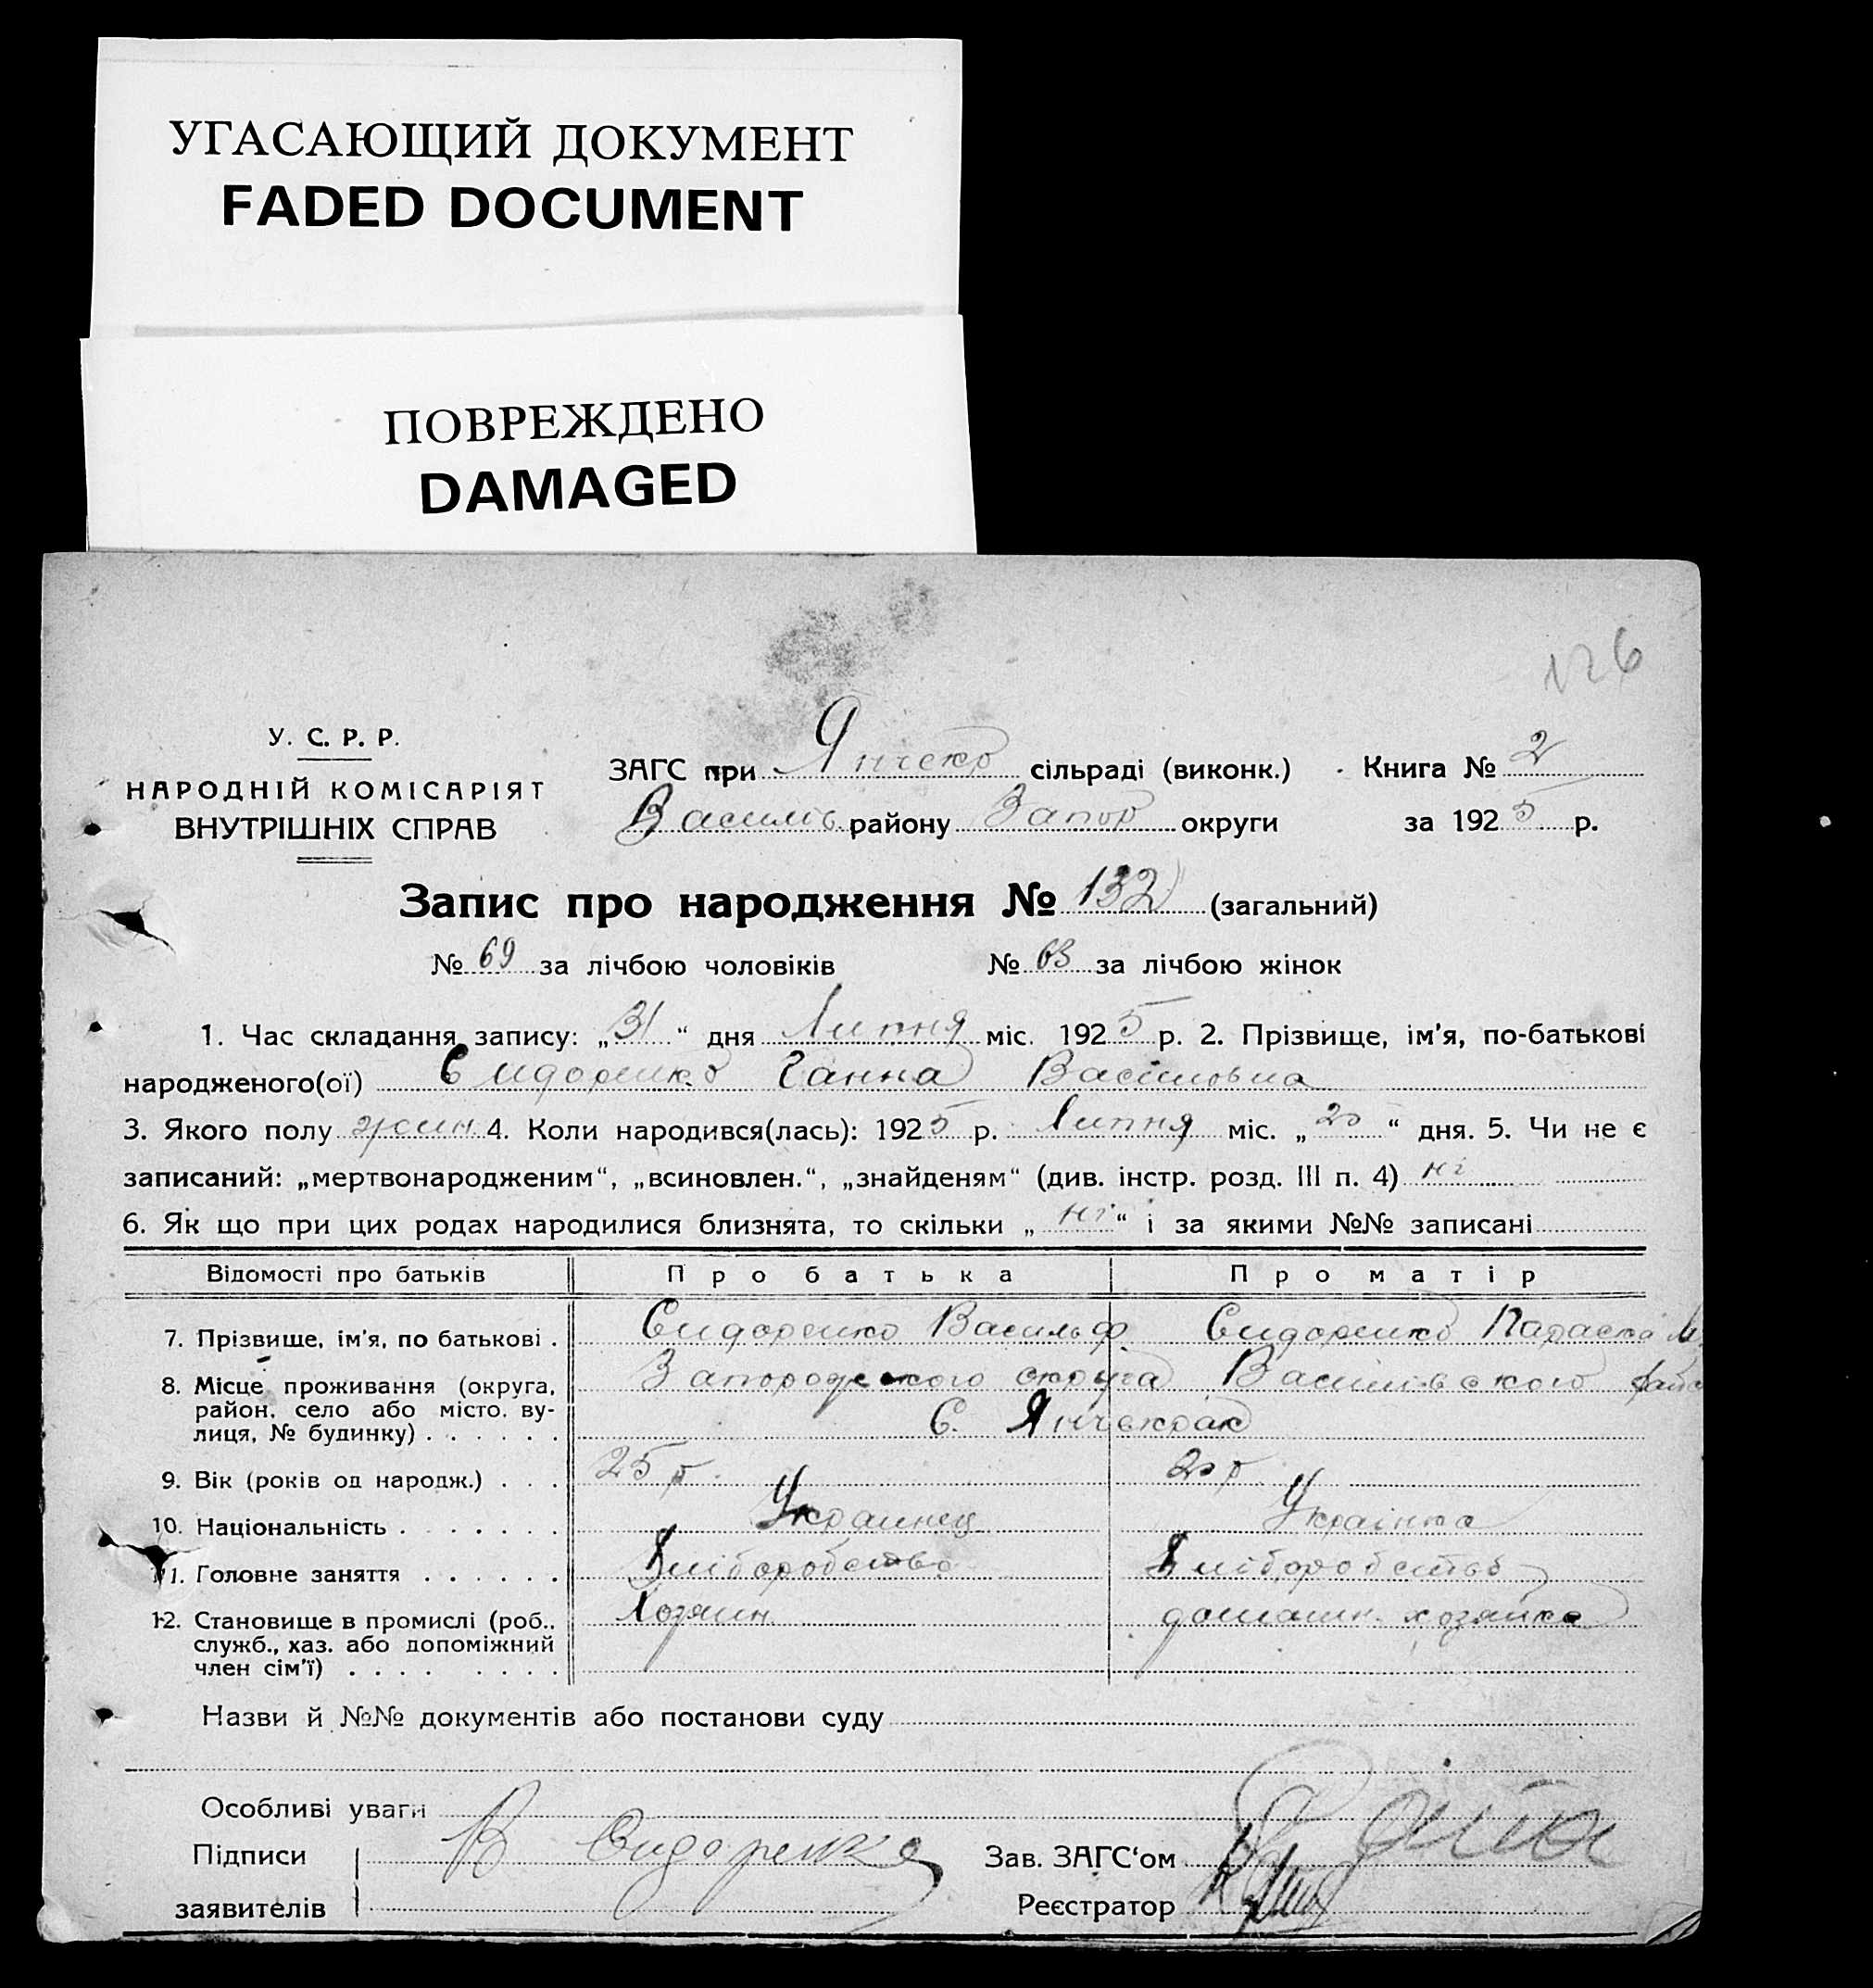 УГАСАЮЩИЙ ДОКУМЕНТ
FADED DOCUMENT
ПОВРЕЖДЕНО
DAMAGED
126
У. С. Р. Р.
НАРОДНІЙ КОМІСАРІЯТ
ВНУТРІШНІХ СПРАВ
ЗАГС при Янчекр сільраді (виконк.) Книга № 2
Василів району Запор округи за 1925 р.
Запис про народження № 132 (загальний)
№ 69 за лічбою чоловіків № 63 за лічбою жінок
1. Час складання запису: „31“ дня Липня міс. 1925 р. 2. Прізвище, ім'я, по-батькові
народженого(ої) Сидоренко Ганна Василовна
3. Якого полу жин. 4. Коли народився(лась): 1925 р. Липня міс. „20“ дня. 5. Чи не є
записаний: „мертвонародженим“, „всиновлен.“, „знайденям“ (див. інстр. розд. III п. 4) ні
6. Як що при цих родах народилися близнята, то скільки „ні“ і за якими №№ записані
Відомості про батьків Про батька Про матір
7. Прізвище, ім'я, по батькові . Сидоренко Василь Ф Сидоренко Параска М
8. Місце проживання (округа, Запорожського округа Василівского райо
район, село або місто, ву-
лиця, № будинку) . . . . . . С. Янчекрак
9. Вік (років од народж.) . . . 25 р. 20 р.
10. Національність . . . . . . . Украинец Украінка
11. Головне заняття . . . . . . Хліборобство Хліборобство
12. Становище в промислі (роб., Хозяин домашн. хозяйка
служб., хаз. або допоміжний
член сім'ї) . . . . . . . .
Назви й №№ документів або постанови суду
Особливі уваги
Підписи В Сидоренко Зав. ЗАГС'ом
заявителів Реєстратор